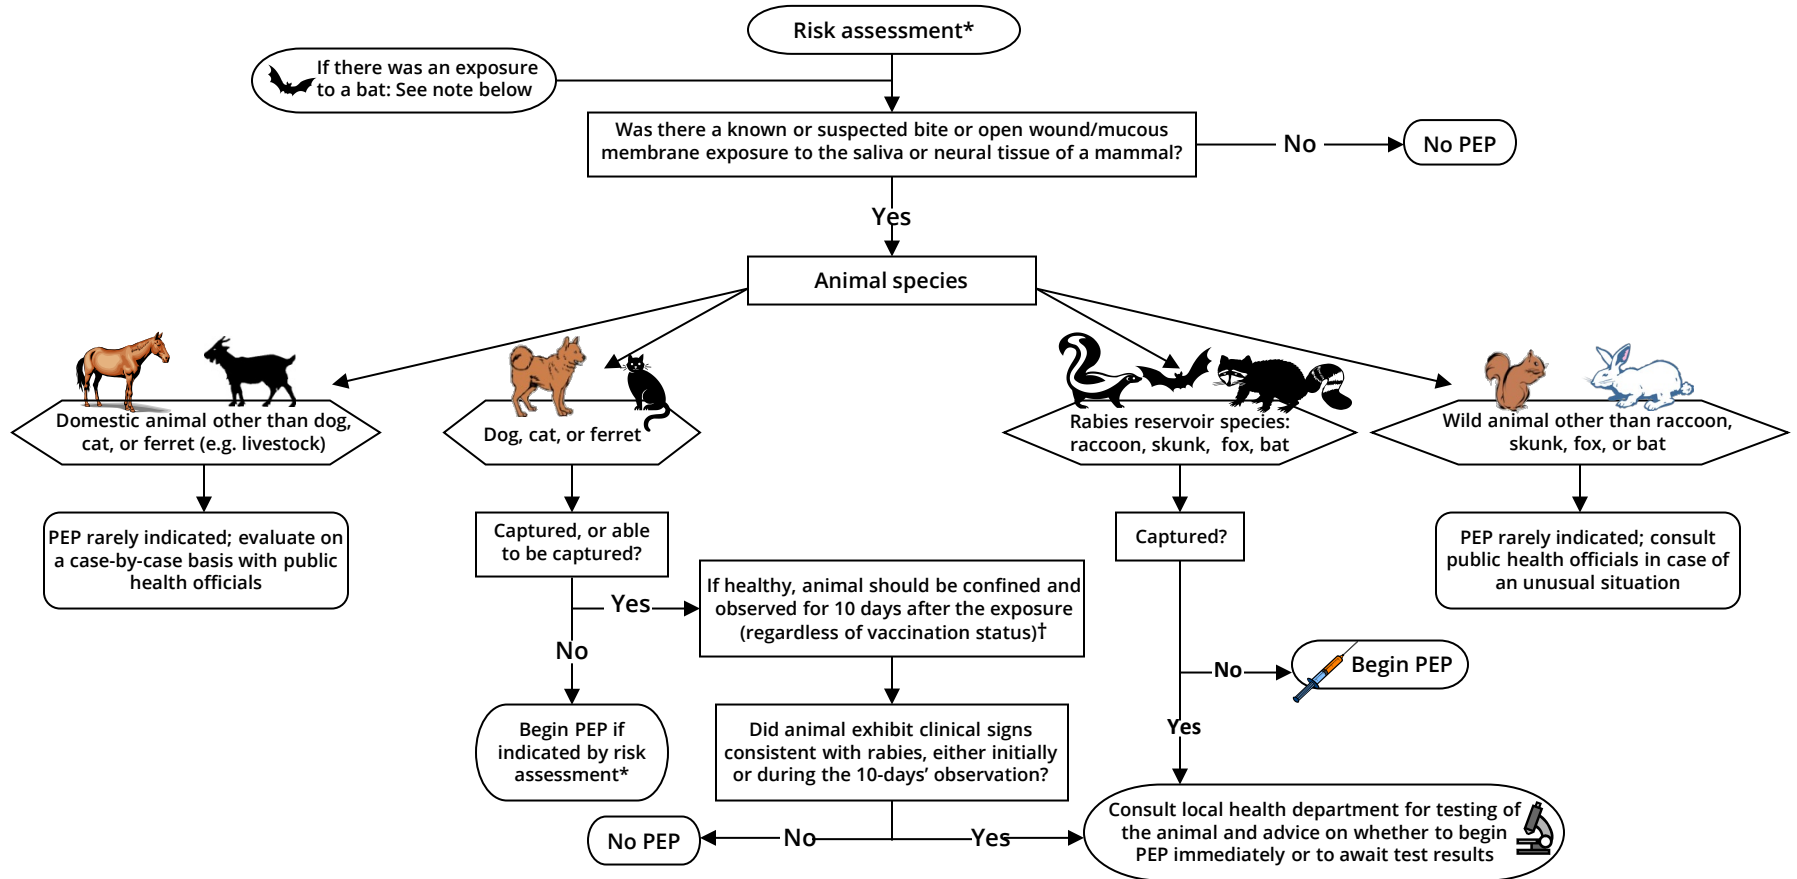 Risk assessment*
If there was an exposure
to a bat: See note below
Was there a known or suspected bite or open wound/mucous
membrane exposure to the saliva or neural tissue of a mammal?
No
No PEP
Yes
Animal species
Domestic animal other than dog,
cat, or ferret (e.g. livestock)
Dog, cat, or ferret
Rabies reservoir species:
raccoon, skunk, fox, bat
Wild animal other than raccoon,
skunk, fox, or bat
PEP rarely indicated; evaluate on
a case-by-case basis with public
health officials
Captured, or able
to be captured?
Captured?
PEP rarely indicated; consult
public health officials in case of
an unusual situation
Yes
If healthy, animal should be confined and
observed for 10 days after the exposure
(regardless of vaccination status)†
No
No
Begin PEP
Begin PEP if
indicated by risk
assessment*
Did animal exhibit clinical signs
consistent with rabies, either initially
or during the 10-days’ observation?
Yes
No PEP
No
Yes
Consult local health department for testing of
the animal and advice on whether to begin
PEP immediately or to await test results